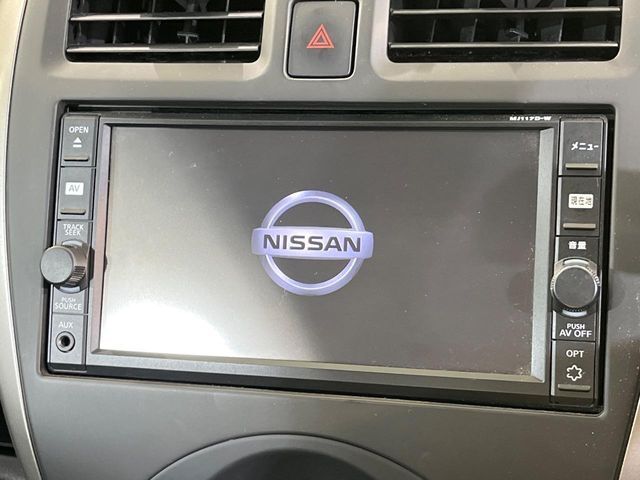 MJ117D-W
OPEN
AV
TRACK
SEEK
PUSH
SOURCE
AUX
NISSAN
メニュー
現在地
音量
PUSH
AV OFF
OPT